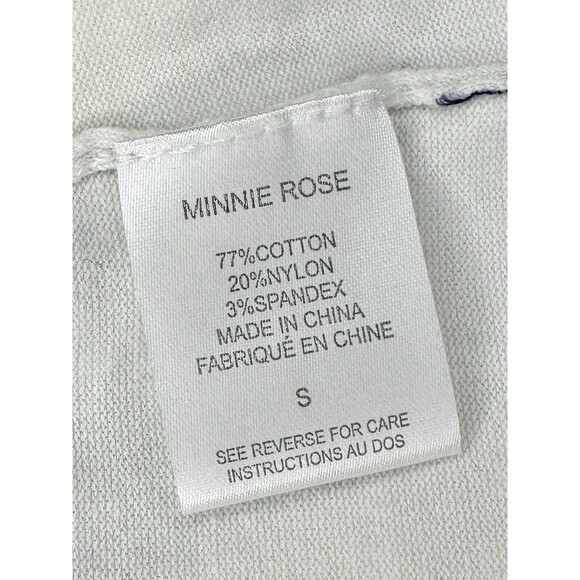 MINNIE ROSE
77%COTTON
20%NYLON
3%SPANDEX
MADE IN CHINA
FABRIQUÉ EN CHINE
S
SEE REVERSE FOR CARE
INSTRUCTIONS AU DOS